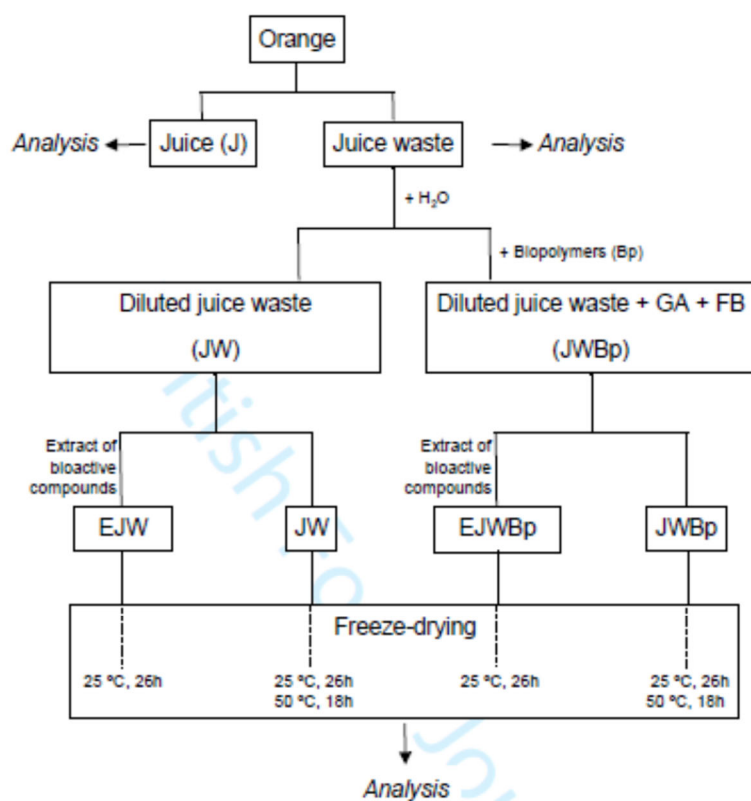 Orange
Analysis
Juice (J)
Juice waste
Analysis
+ H₂O
+ Biopolymers (Bp)
Diluted juice waste
(JW)
Diluted juice waste + GA + FB
(JWBp)
Extract of
bioactive
compounds
Extract of
bioactive
compounds
EJW
JW
EJWBp
JWBp
Freeze-drying
25 ºC, 26h
25 ºC, 26h
50 ºC, 18h
25 ºC, 26h
25 ºC, 26h
50 ºC, 18h
Analysis